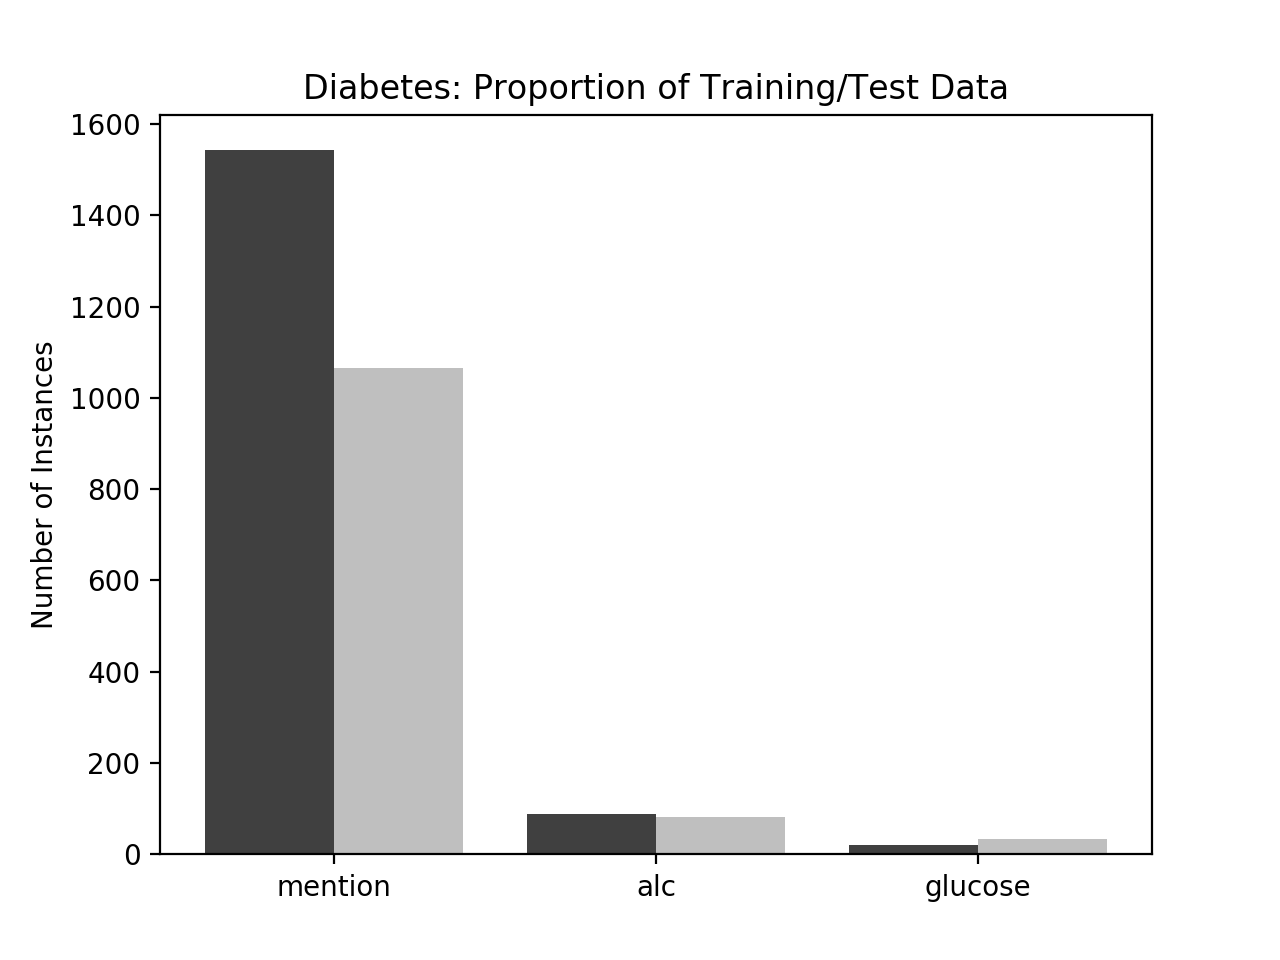 Diabetes: Proportion of Training/Test Data
1600
1400
1200
1000
800
600
400
200
0
Number of Instances
mention
alc
glucose